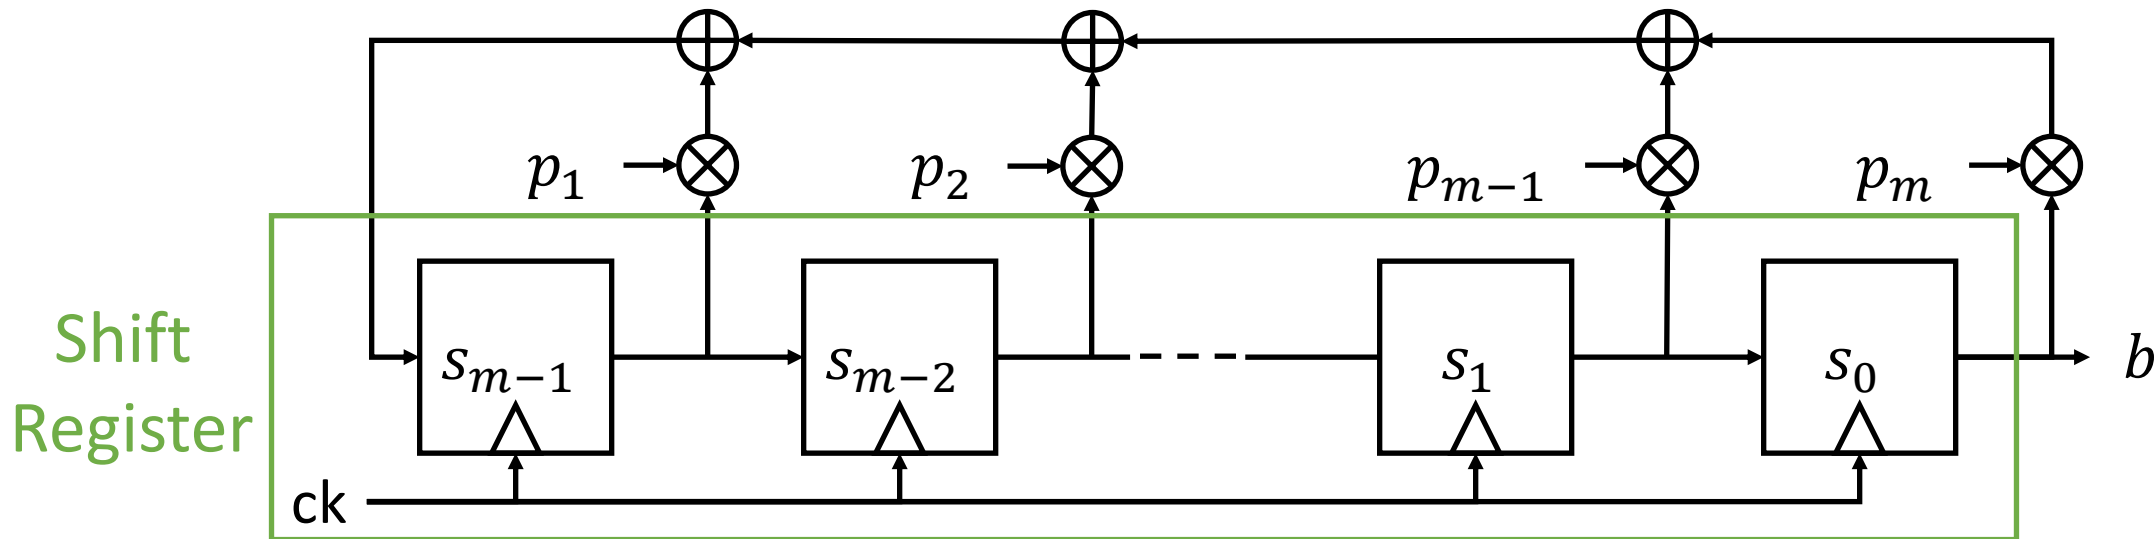 p₁ p₂ pₘ₋₁ pₘ
Shift
Register
sₘ₋₁ sₘ₋₂ s₁ s₀ b
ck